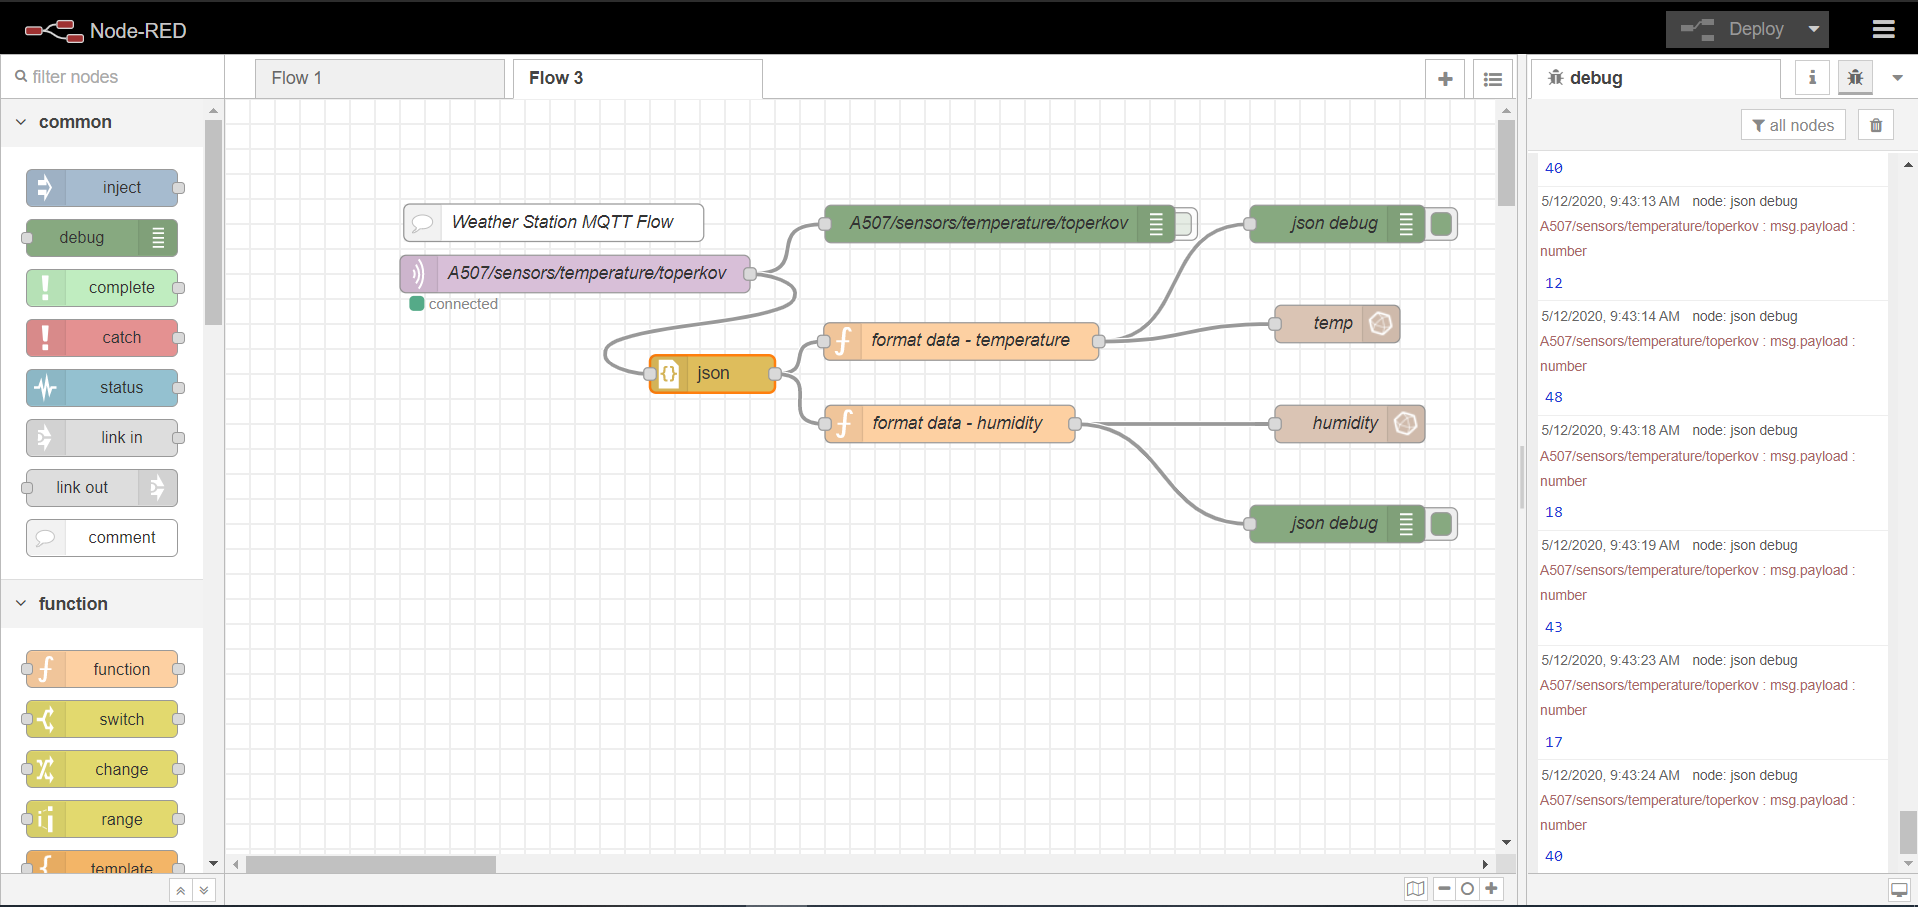 Node-RED
Deploy
filter nodes
Flow 1
Flow 3
debug
all nodes
common
inject
debug
complete
catch
status
link in
link out
comment
function
function
switch
change
range
template
Weather Station MQTT Flow
A507/sensors/temperature/toperkov
connected
A507/sensors/temperature/toperkov
json debug
format data - temperature
temp
json
format data - humidity
humidity
json debug
40
5/12/2020, 9:43:13 AM node: json debug
A507/sensors/temperature/toperkov : msg.payload :
number
12
5/12/2020, 9:43:14 AM node: json debug
A507/sensors/temperature/toperkov : msg.payload :
number
48
5/12/2020, 9:43:18 AM node: json debug
A507/sensors/temperature/toperkov : msg.payload :
number
18
5/12/2020, 9:43:19 AM node: json debug
A507/sensors/temperature/toperkov : msg.payload :
number
43
5/12/2020, 9:43:23 AM node: json debug
A507/sensors/temperature/toperkov : msg.payload :
number
17
5/12/2020, 9:43:24 AM node: json debug
A507/sensors/temperature/toperkov : msg.payload :
number
40